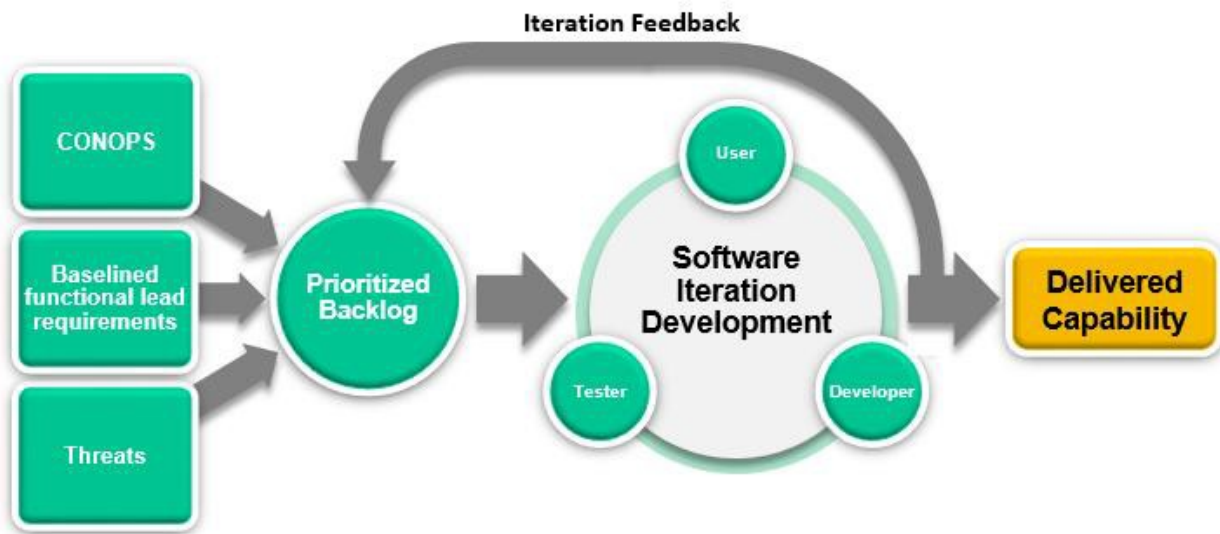 Iteration Feedback
CONOPS
Baselined
functional lead
requirements
Threats
Prioritized
Backlog
User
Software
Iteration
Development
Tester
Developer
Delivered
Capability